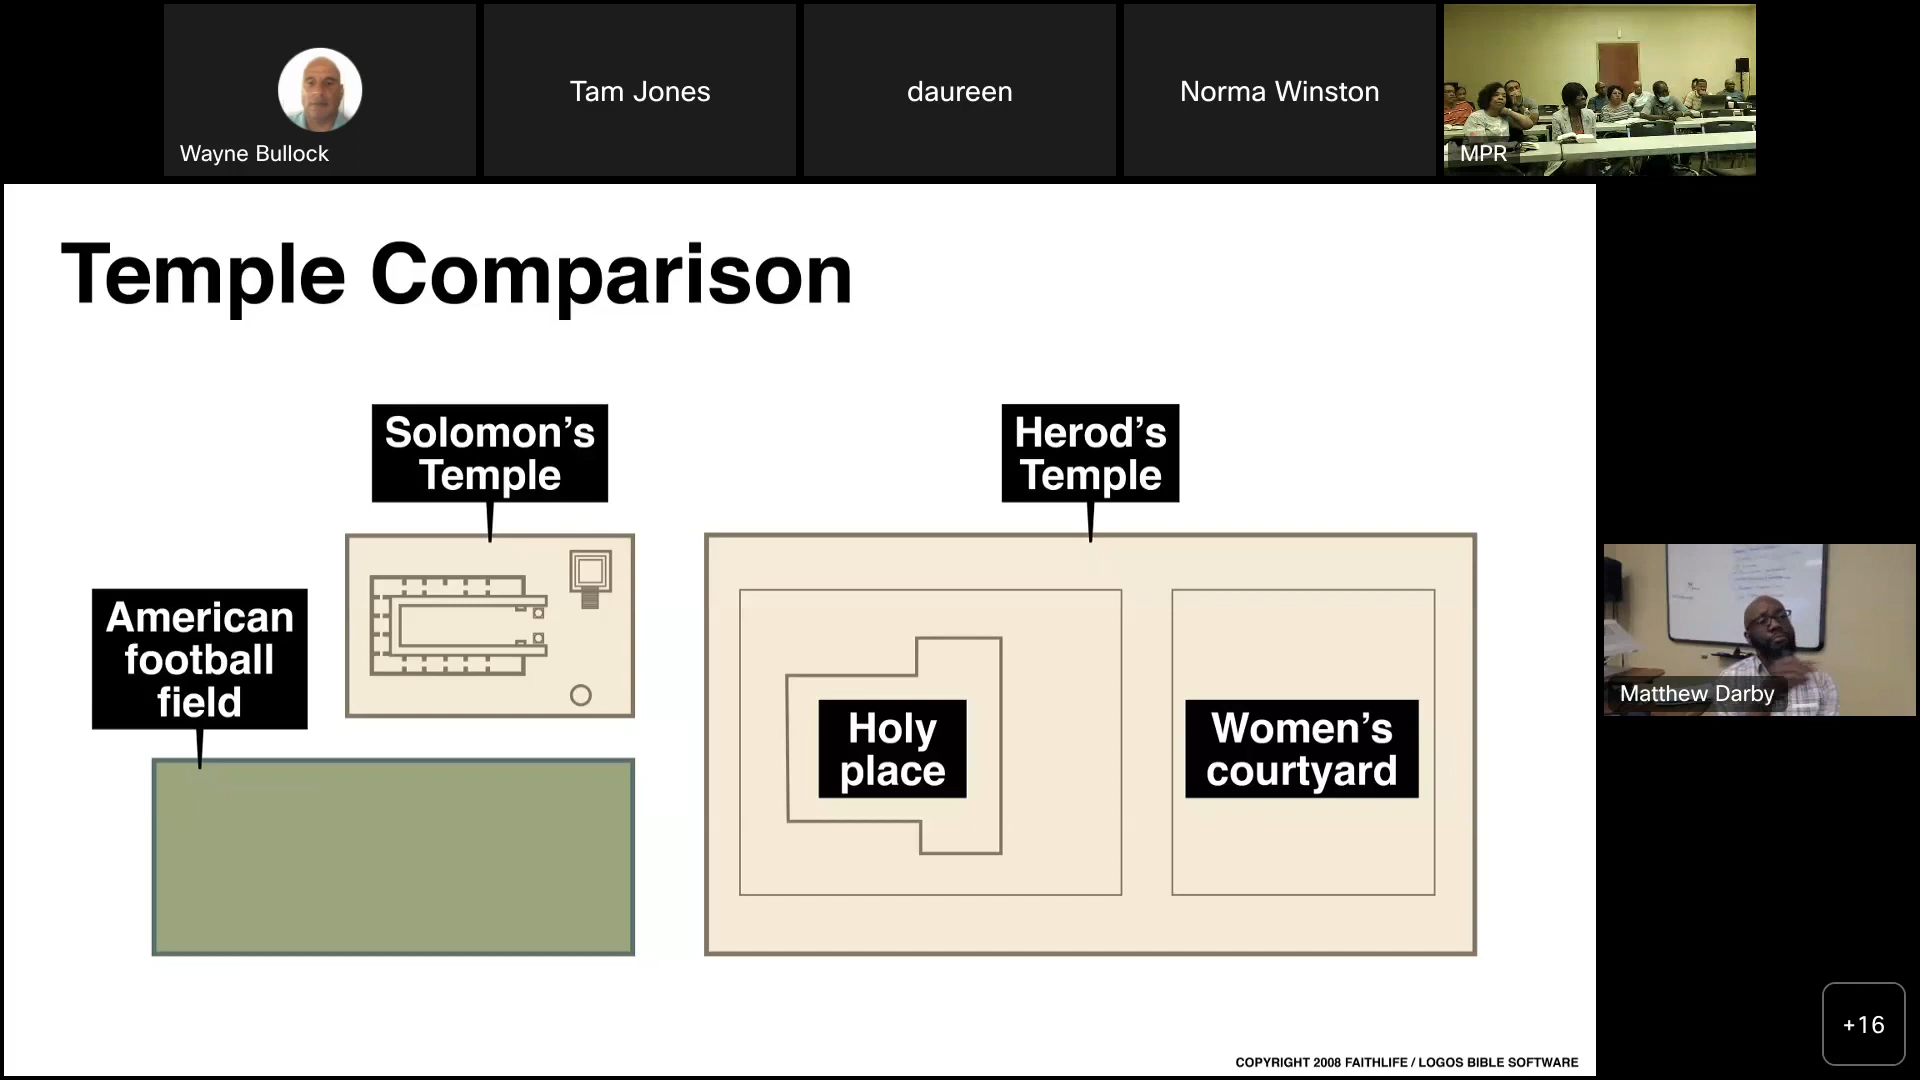 Wayne Bullock
Tam Jones
daureen
Norma Winston
MPR
Temple Comparison
Solomon’s
Temple
Herod’s
Temple
American
football
field
Holy
place
Women’s
courtyard
Matthew Darby
+16
COPYRIGHT 2008 FAITHLIFE / LOGOS BIBLE SOFTWARE